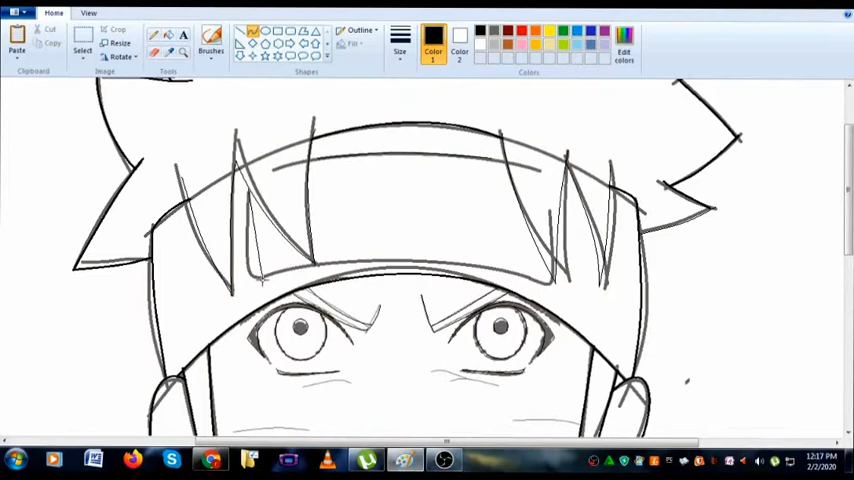 Home View
Paste
Cut
Copy
Clipboard
Select
Crop
Resize
Rotate
Image
A
Tools
Brushes
Outline
Fill
Shapes
Size
Color 1
Color 2
Edit colors
Colors
12:17 PM
2/2/2020